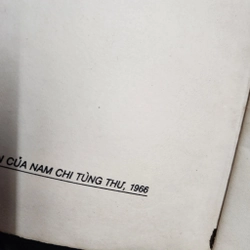 CỦA NAM CHI TÙNG THƯ, 1966